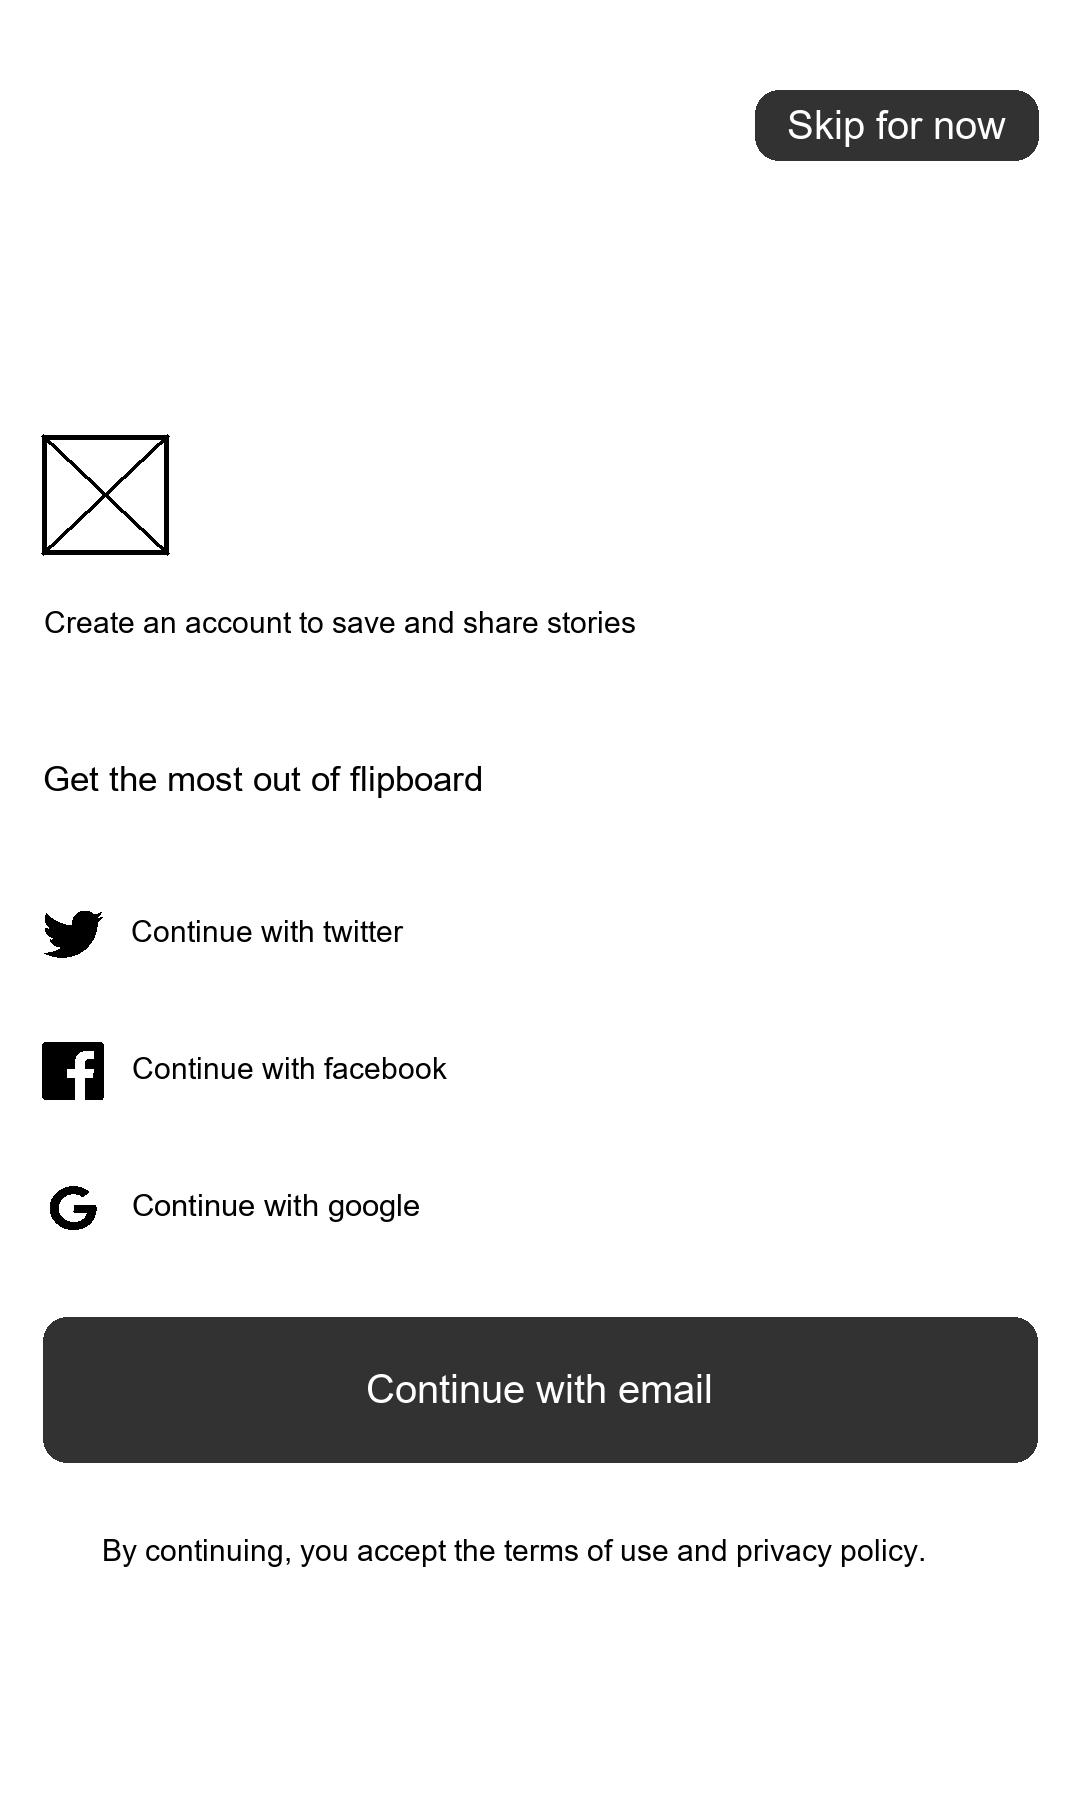 Skip for now
Create an account to save and share stories
Get the most out of flipboard
Continue with twitter
Continue with facebook
Continue with google
Continue with email
By continuing, you accept the terms of use and privacy policy.